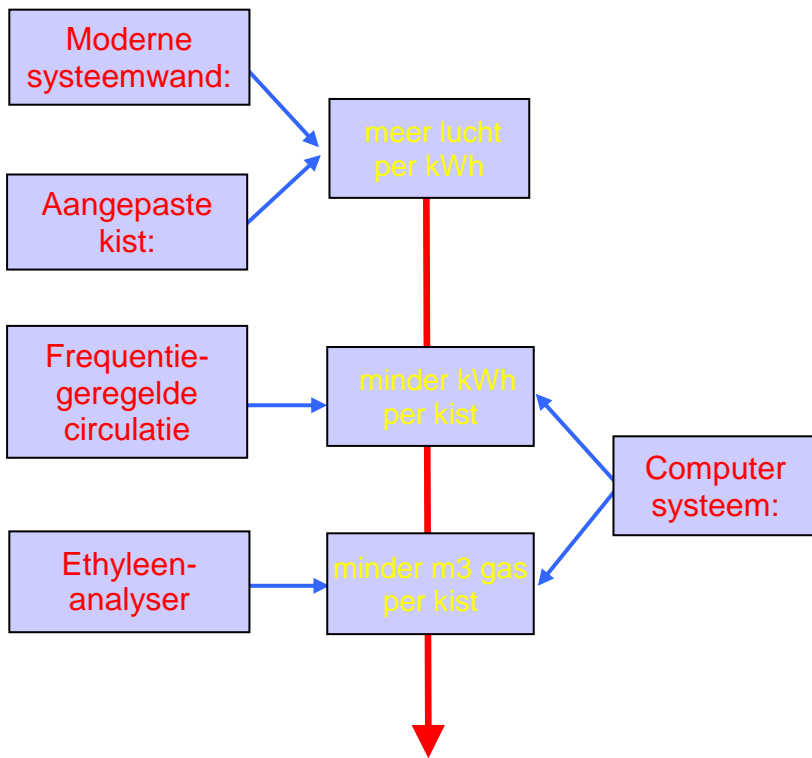 Moderne
systeemwand:
meer lucht
per kWh
Aangepaste
kist:
Frequentie-
geregelde
circulatie
minder kWh
per kist
Computer
systeem:
Ethyleen-
analyser
minder m3 gas
per kist